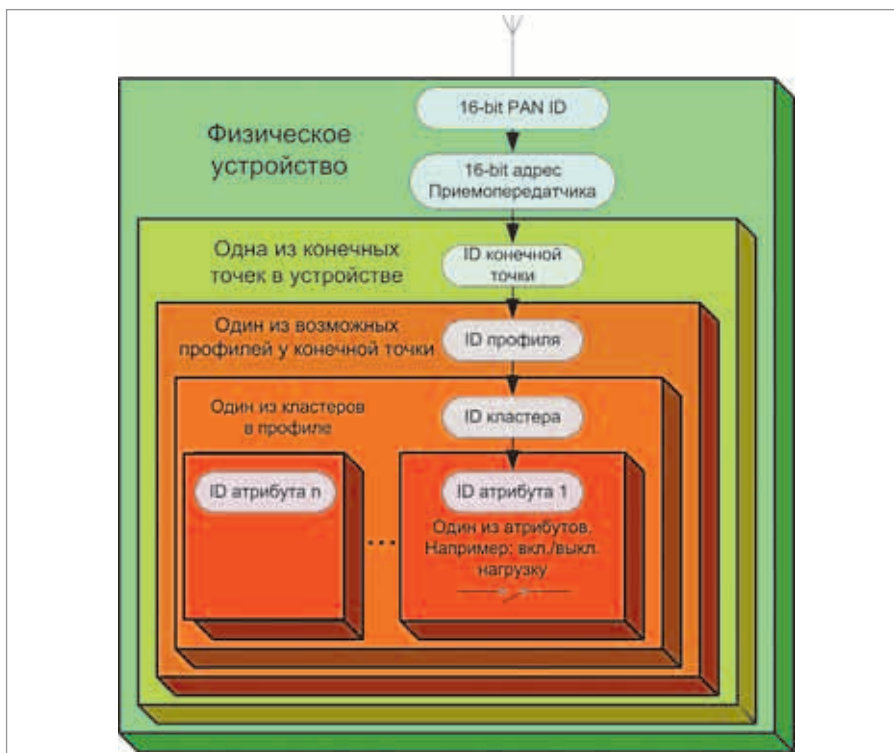 16-bit PAN ID
Физическое
устройство
16-bit адрес
Приемопередатчика
Одна из конечных
точек в устройстве
ID конечной
точки
Один из возможных
профилей у конечной точки
ID профиля
Один из кластеров
в профиле
ID кластера
ID атрибута n
ID атрибута 1
...
Один из атрибутов.
Например: вкл./выкл.
нагрузку